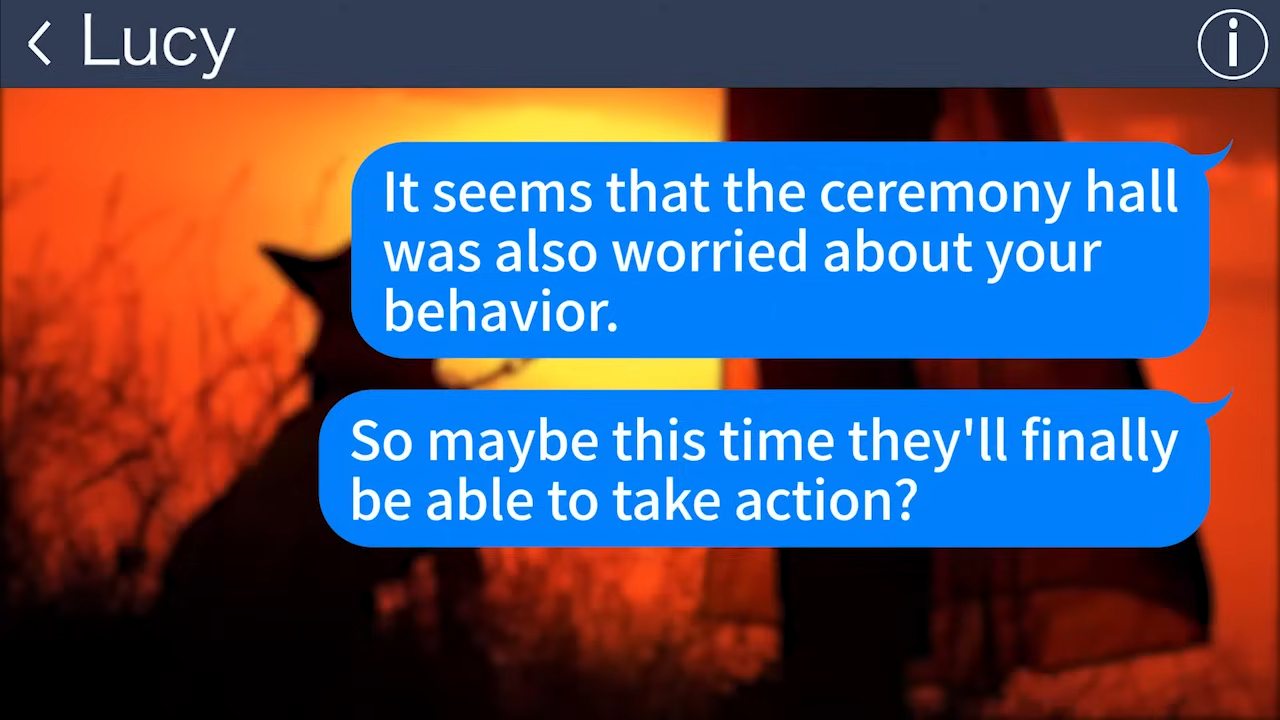 Lucy
It seems that the ceremony hall
was also worried about your
behavior.
So maybe this time they'll finally
be able to take action?